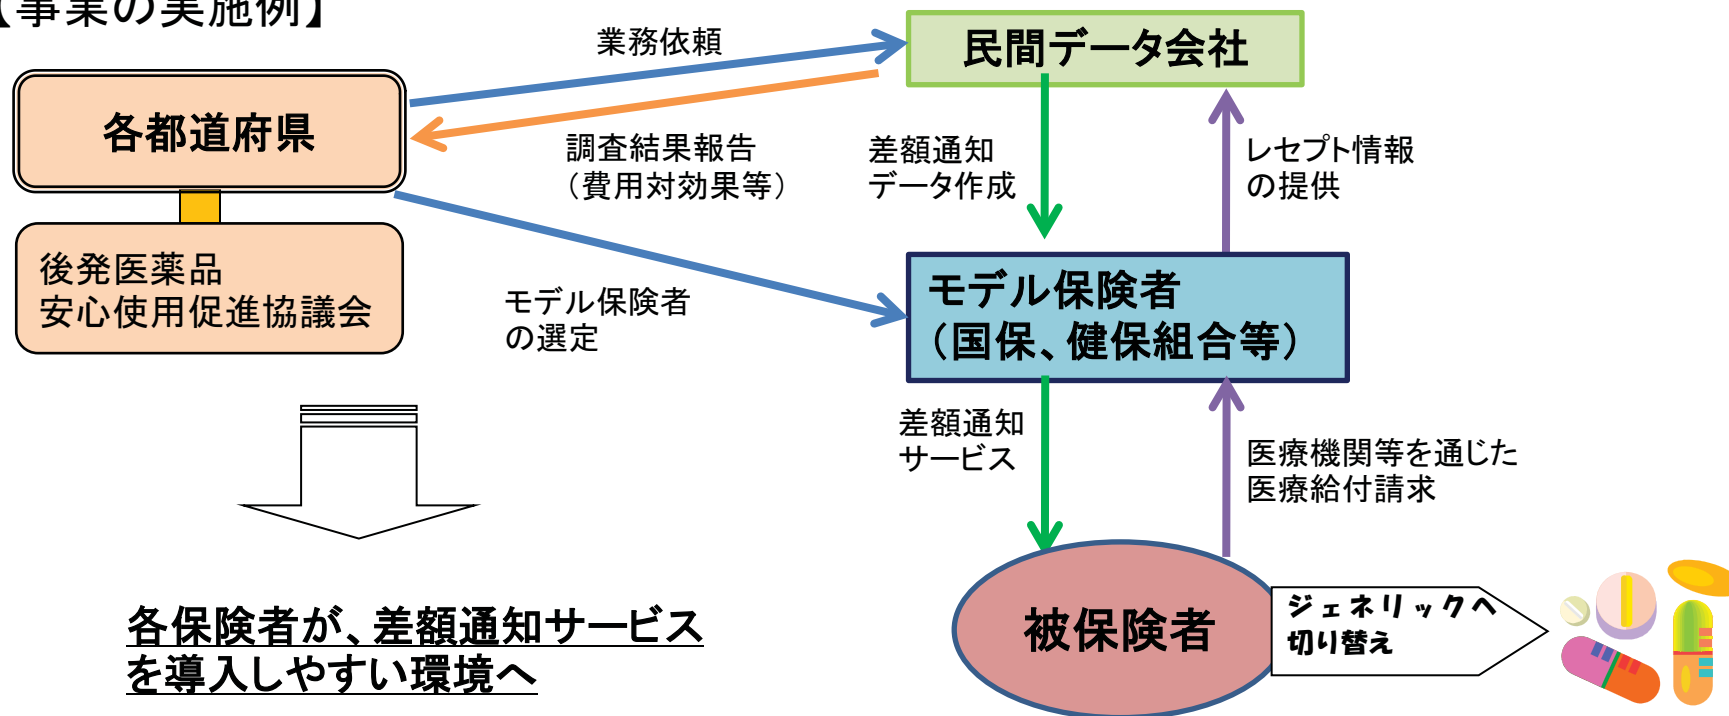 【事業の実施例】
業務依頼
民間データ会社
各都道府県
調査結果報告
（費用対効果等）
差額通知
データ作成
レセプト情報
の提供
後発医薬品
安心使用促進協議会
モデル保険者
の選定
モデル保険者
（国保、健保組合等）
差額通知
サービス
医療機関等を通じた
医療給付請求
各保険者が、差額通知サービス
を導入しやすい環境へ
被保険者
ジェネリックへ
切り替え